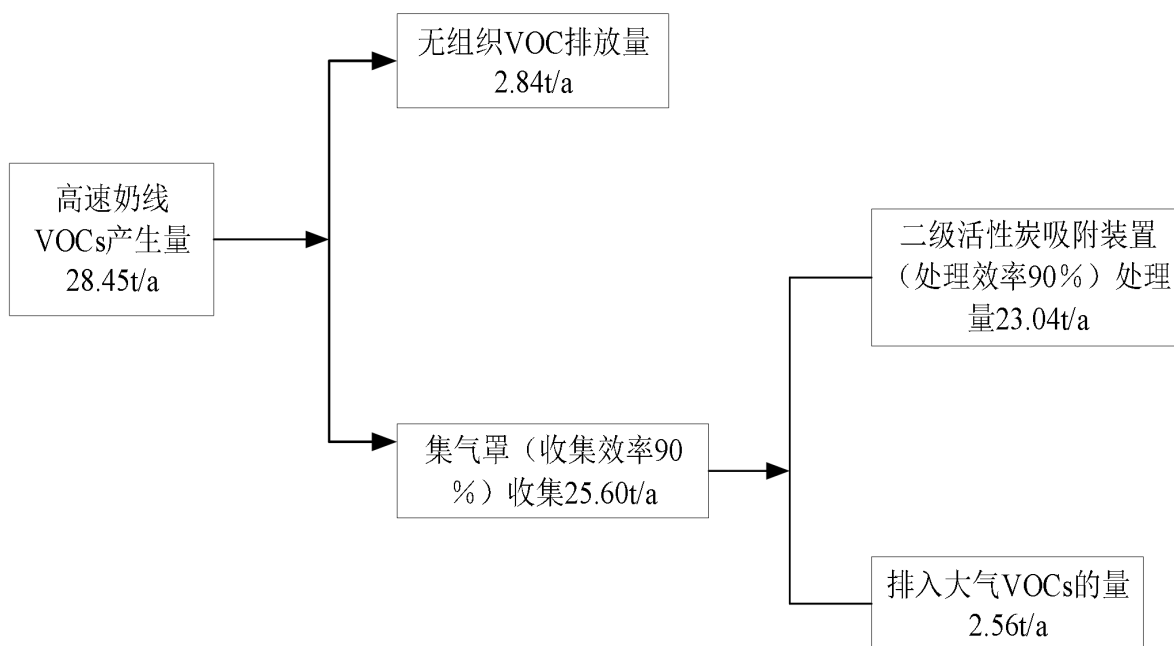 无组织VOC排放量
2.84t/a
高速奶线
VOCs产生量
28.45t/a
二级活性炭吸附装置
（处理效率90%）处理
量23.04t/a
集气罩（收集效率90
%）收集25.60t/a
排入大气VOCs的量
2.56t/a